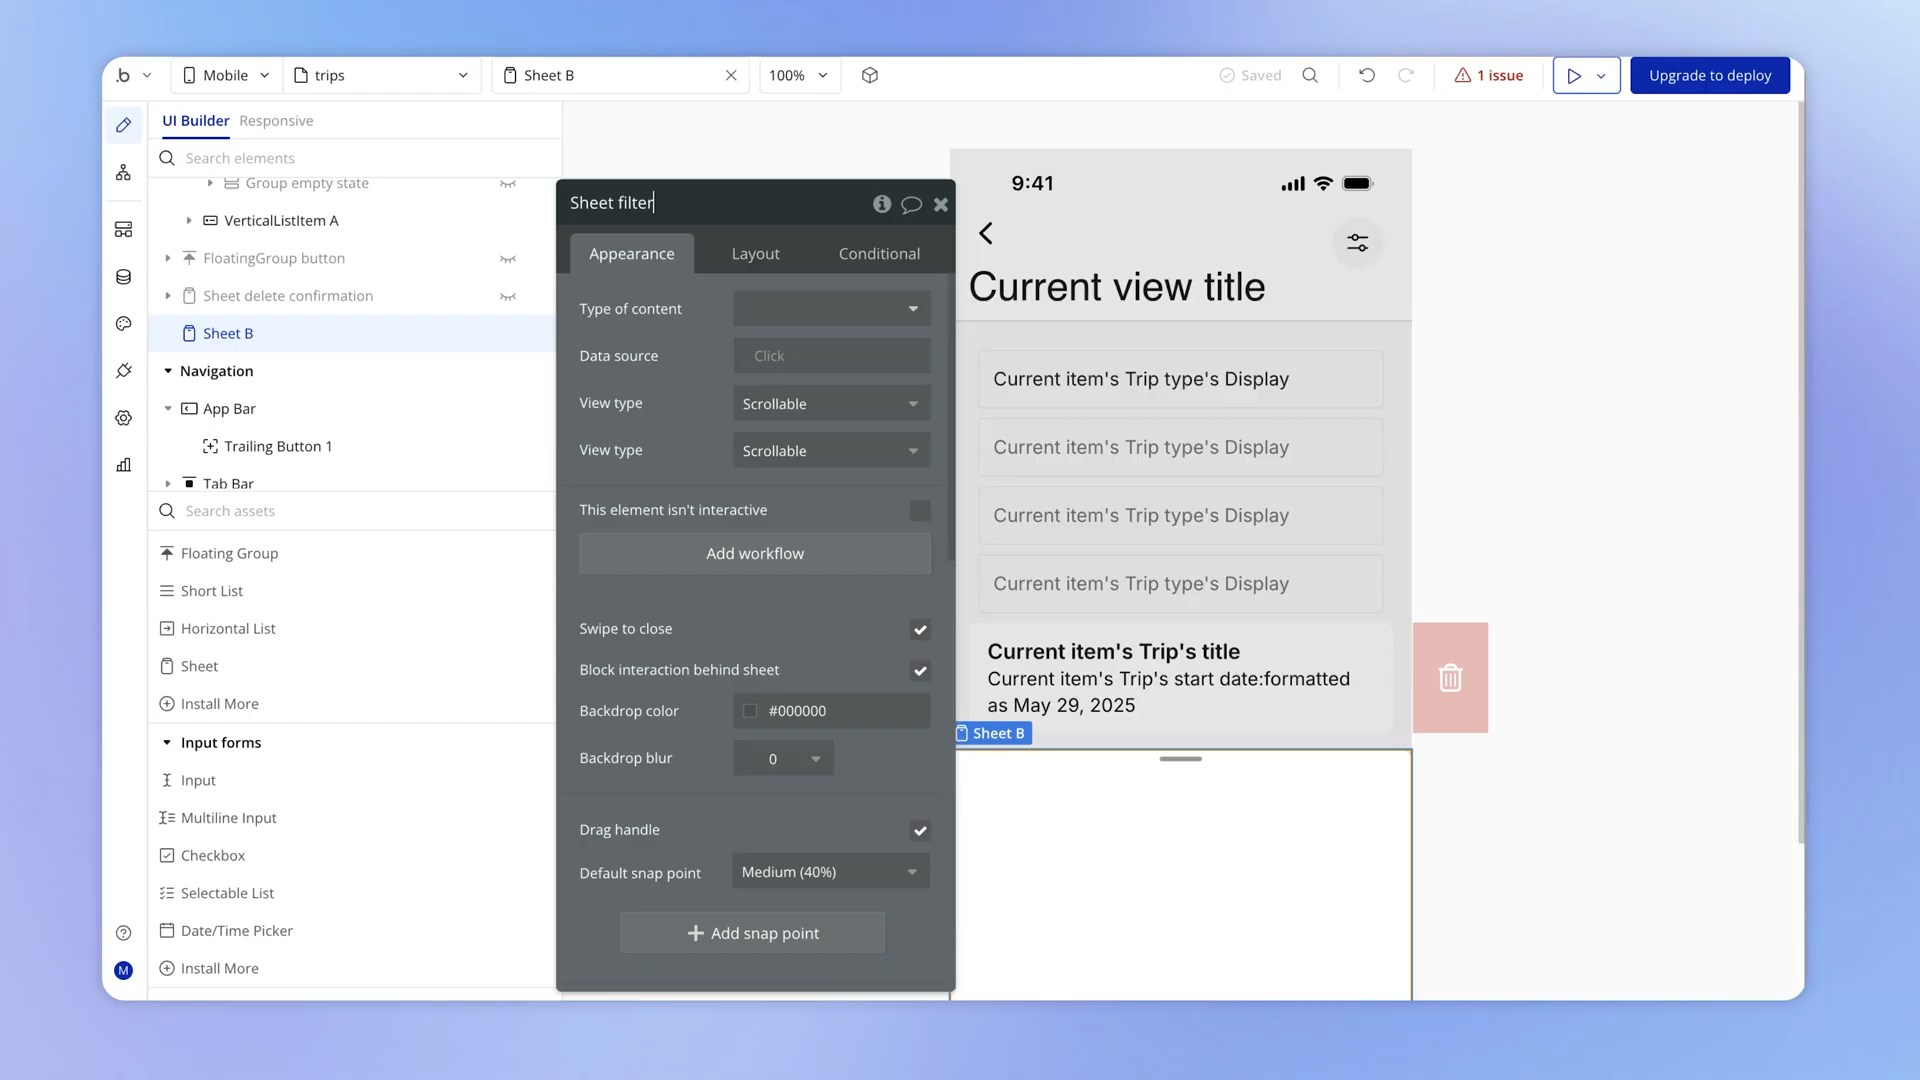 .b
Mobile
trips
Sheet B
100%
Saved
1 issue
Upgrade to deploy
UI Builder
Responsive
Search elements
Group empty state
VerticalListItem A
FloatingGroup button
Sheet delete confirmation
Sheet B
Navigation
App Bar
Trailing Button 1
Tab Bar
Search assets
Floating Group
Short List
Horizontal List
Sheet
Install More
Input forms
Input
Multiline Input
Checkbox
Selectable List
Date/Time Picker
Install More
M
Sheet filter
Appearance
Layout
Conditional
Type of content
Data source
Click
View type
Scrollable
View type
Scrollable
This element isn't interactive
Add workflow
Swipe to close
Block interaction behind sheet
Backdrop color
#000000
Backdrop blur
0
Drag handle
Default snap point
Medium (40%)
Add snap point
9:41
Current view title
Current item's Trip type's Display
Current item's Trip type's Display
Current item's Trip type's Display
Current item's Trip type's Display
Current item's Trip's title
Current item's Trip's start date:formatted
as May 29, 2025
Sheet B